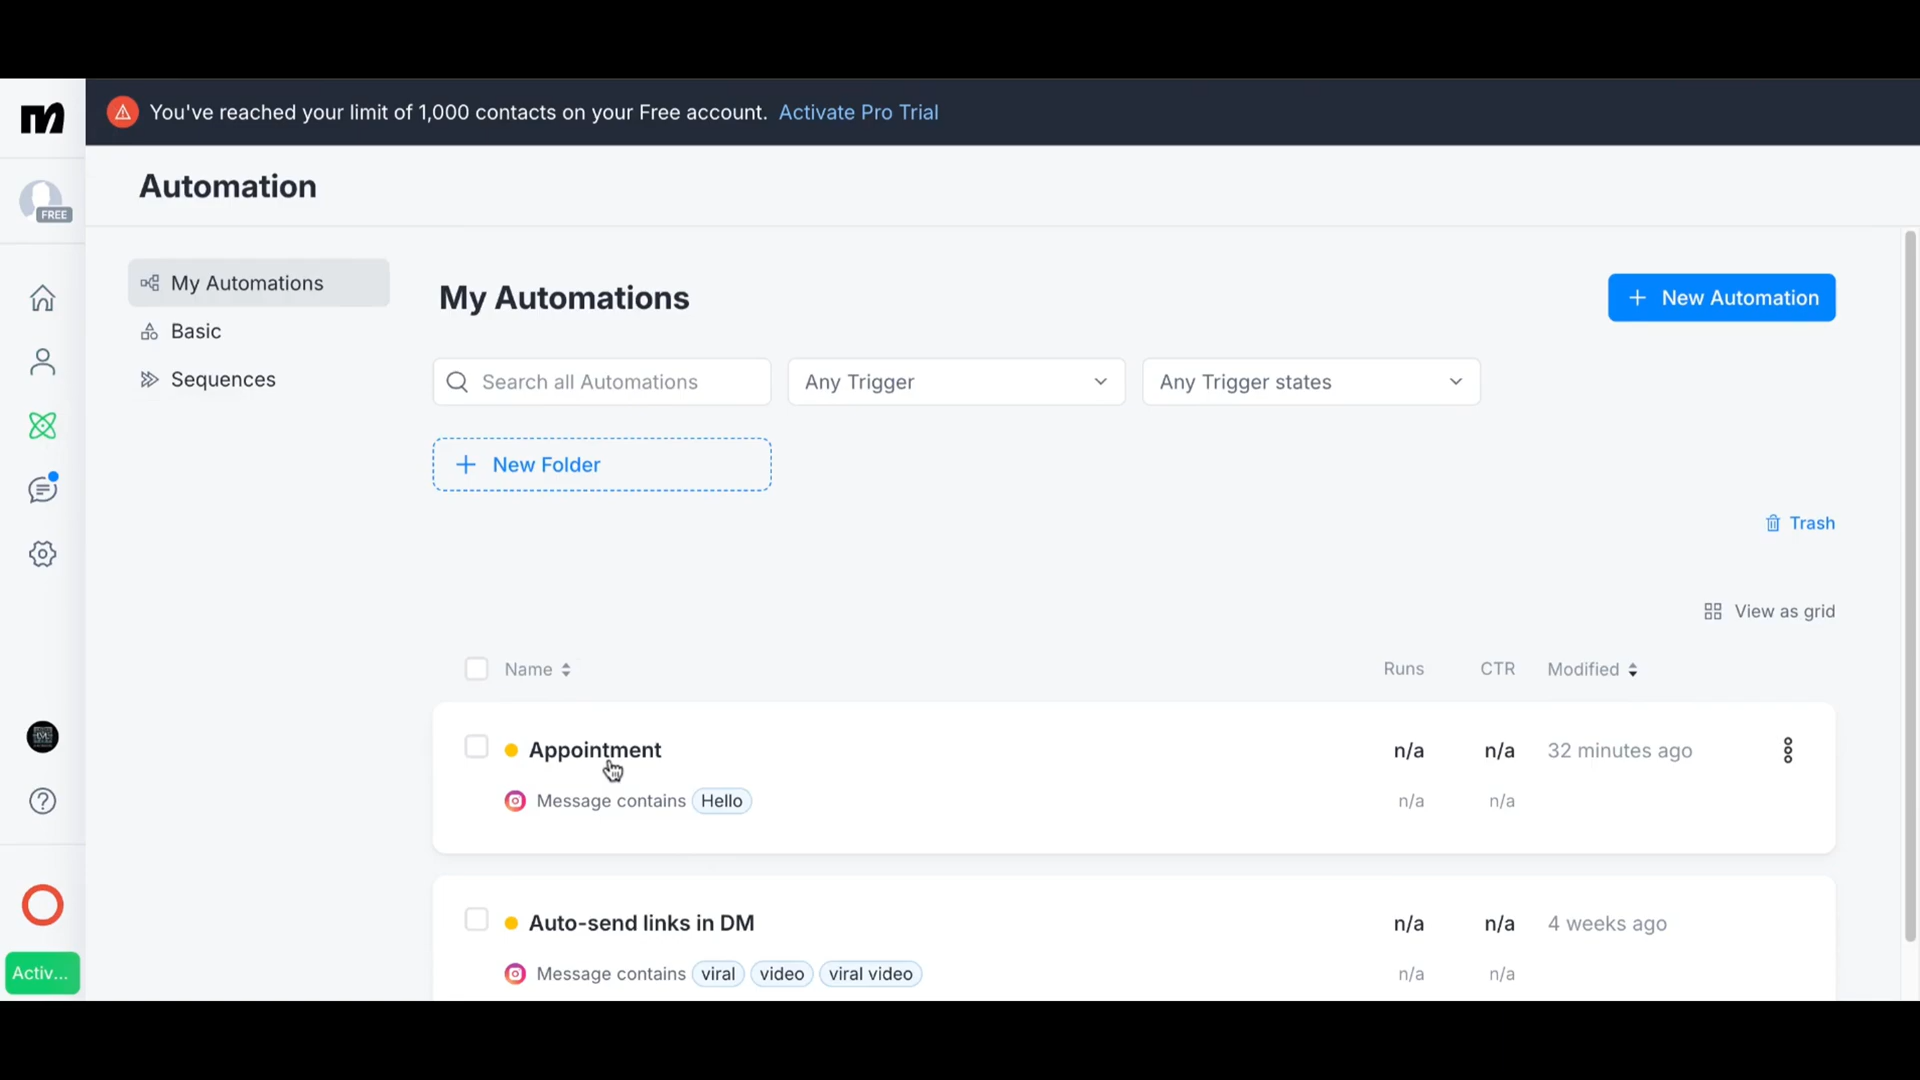 You've reached your limit of 1,000 contacts on your Free account. Activate Pro Trial
FREE
Automation
My Automations
Basic
Sequences
My Automations
+ New Automation
Search all Automations
Any Trigger
Any Trigger states
+ New Folder
Trash
View as grid
Name Runs CTR Modified
Appointment n/a n/a 32 minutes ago
Message contains Hello n/a n/a
Auto-send links in DM n/a n/a 4 weeks ago
Message contains viral video viral video n/a n/a
Activ...